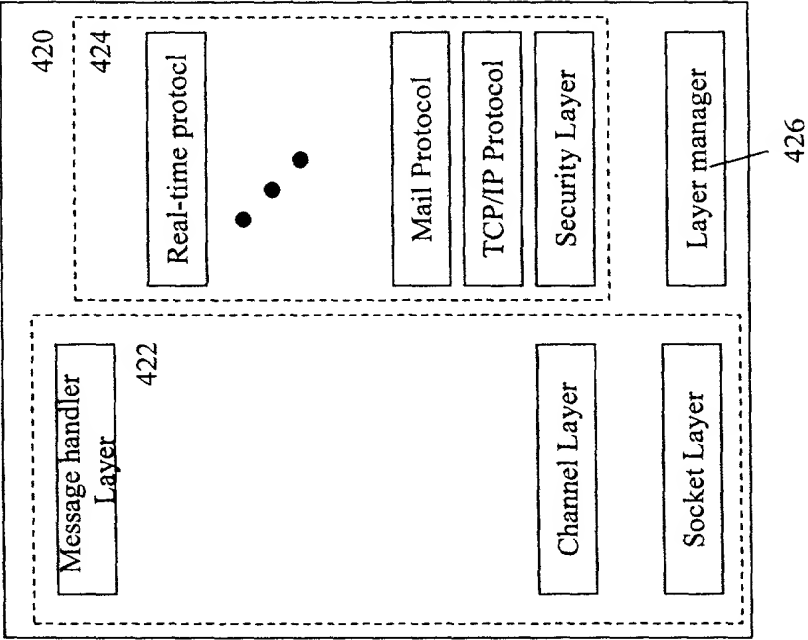 420
424
Real-time protocl
Mail Protocol
TCP/IP Protocol
Security Layer
Layer manager
426
Message handler
Layer
422
Channel Layer
Socket Layer